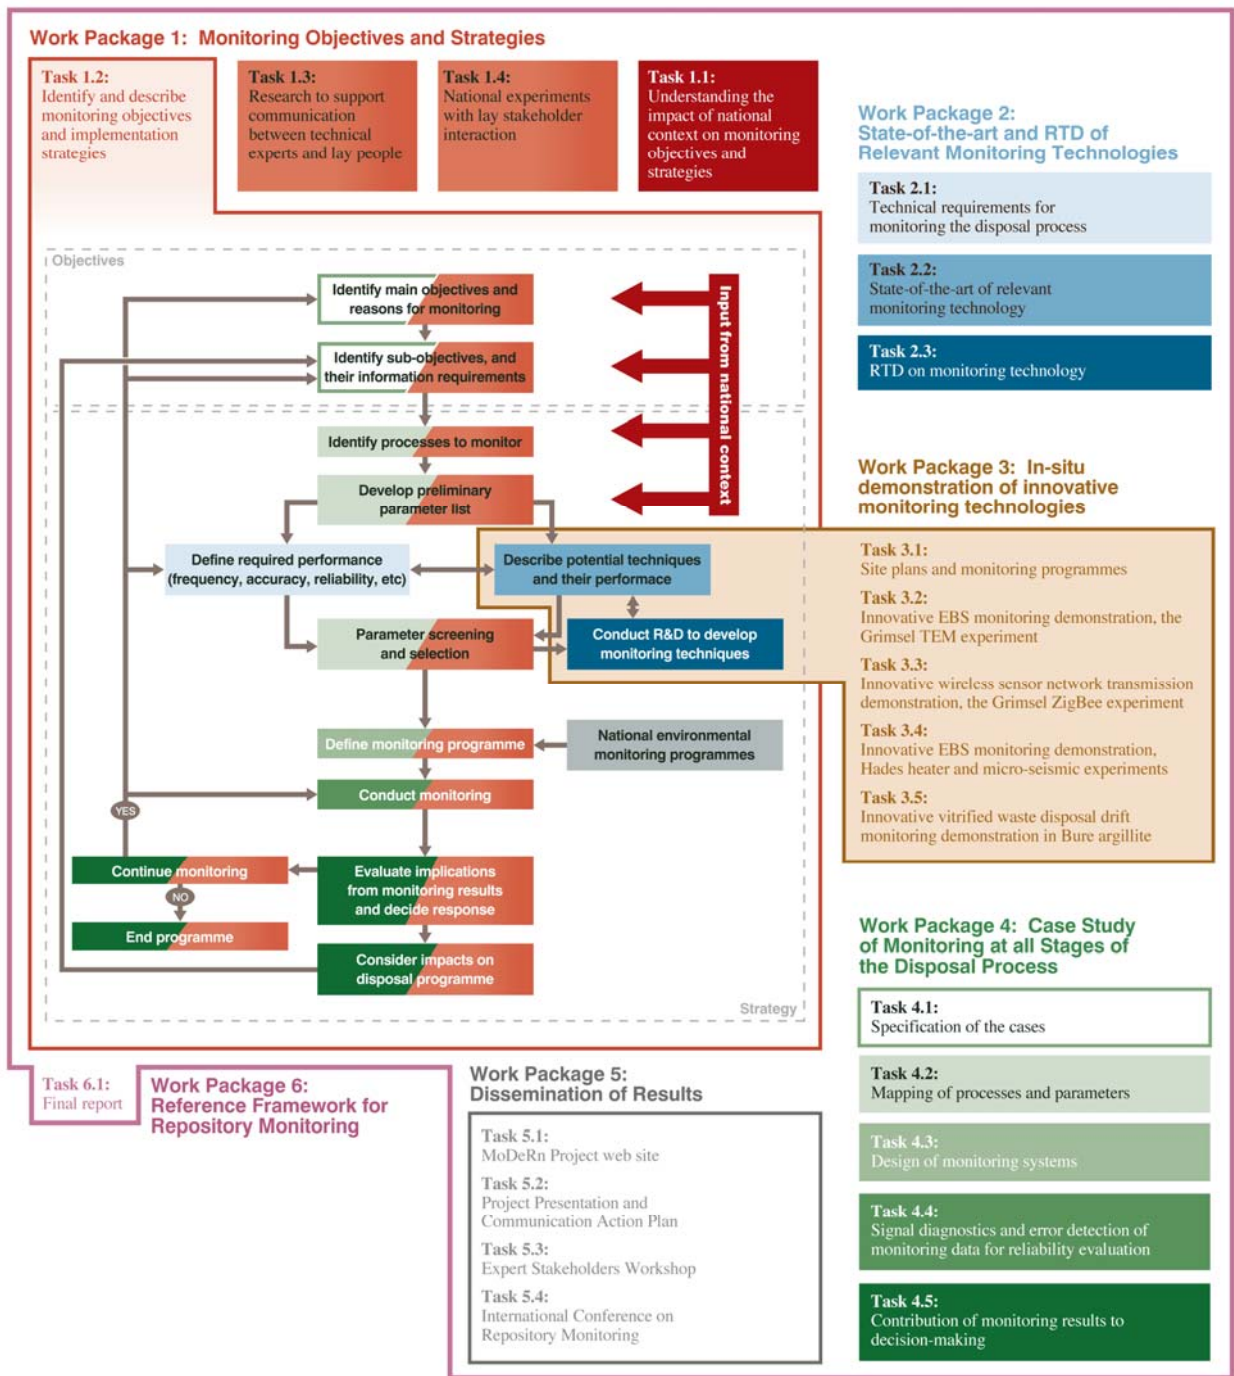 Work Package 1: Monitoring Objectives and Strategies
Task 1.2:
Identify and describe
monitoring objectives
and implementation
strategies
Task 1.3:
Research to support
communication
between technical
experts and lay people
Task 1.4:
National experiments
with lay stakeholder
interaction
Task 1.1:
Understanding the
impact of national
context on monitoring
objectives and
strategies
Objectives
Identify main objectives and
reasons for monitoring
Identify sub-objectives, and
their information requirements
Identify processes to monitor
Develop preliminary
parameter list
Input from national context
Define required performance
(frequency, accuracy, reliability, etc)
Describe potential techniques
and their performace
Parameter screening
and selection
Conduct R&D to develop
monitoring techniques
Define monitoring programme
National environmental
monitoring programmes
Conduct monitoring
YES
Continue monitoring
NO
End programme
Evaluate implications
from monitoring results
and decide response
Consider impacts on
disposal programme
Strategy
Work Package 2:
State-of-the-art and RTD of
Relevant Monitoring Technologies
Task 2.1:
Technical requirements for
monitoring the disposal process
Task 2.2:
State-of-the-art of relevant
monitoring technology
Task 2.3:
RTD on monitoring technology
Work Package 3: In-situ
demonstration of innovative
monitoring technologies
Task 3.1:
Site plans and monitoring programmes
Task 3.2:
Innovative EBS monitoring demonstration, the
Grimsel TEM experiment
Task 3.3:
Innovative wireless sensor network transmission
demonstration, the Grimsel ZigBee experiment
Task 3.4:
Innovative EBS monitoring demonstration,
Hades heater and micro-seismic experiments
Task 3.5:
Innovative vitrified waste disposal drift
monitoring demonstration in Bure argillite
Work Package 4: Case Study
of Monitoring at all Stages of
the Disposal Process
Task 4.1:
Specification of the cases
Task 4.2:
Mapping of processes and parameters
Task 4.3:
Design of monitoring systems
Task 4.4:
Signal diagnostics and error detection of
monitoring data for reliability evaluation
Task 4.5:
Contribution of monitoring results to
decision-making
Task 6.1:
Final report
Work Package 6:
Reference Framework for
Repository Monitoring
Work Package 5:
Dissemination of Results
Task 5.1:
MoDeRn Project web site
Task 5.2:
Project Presentation and
Communication Action Plan
Task 5.3:
Expert Stakeholders Workshop
Task 5.4:
International Conference on
Repository Monitoring